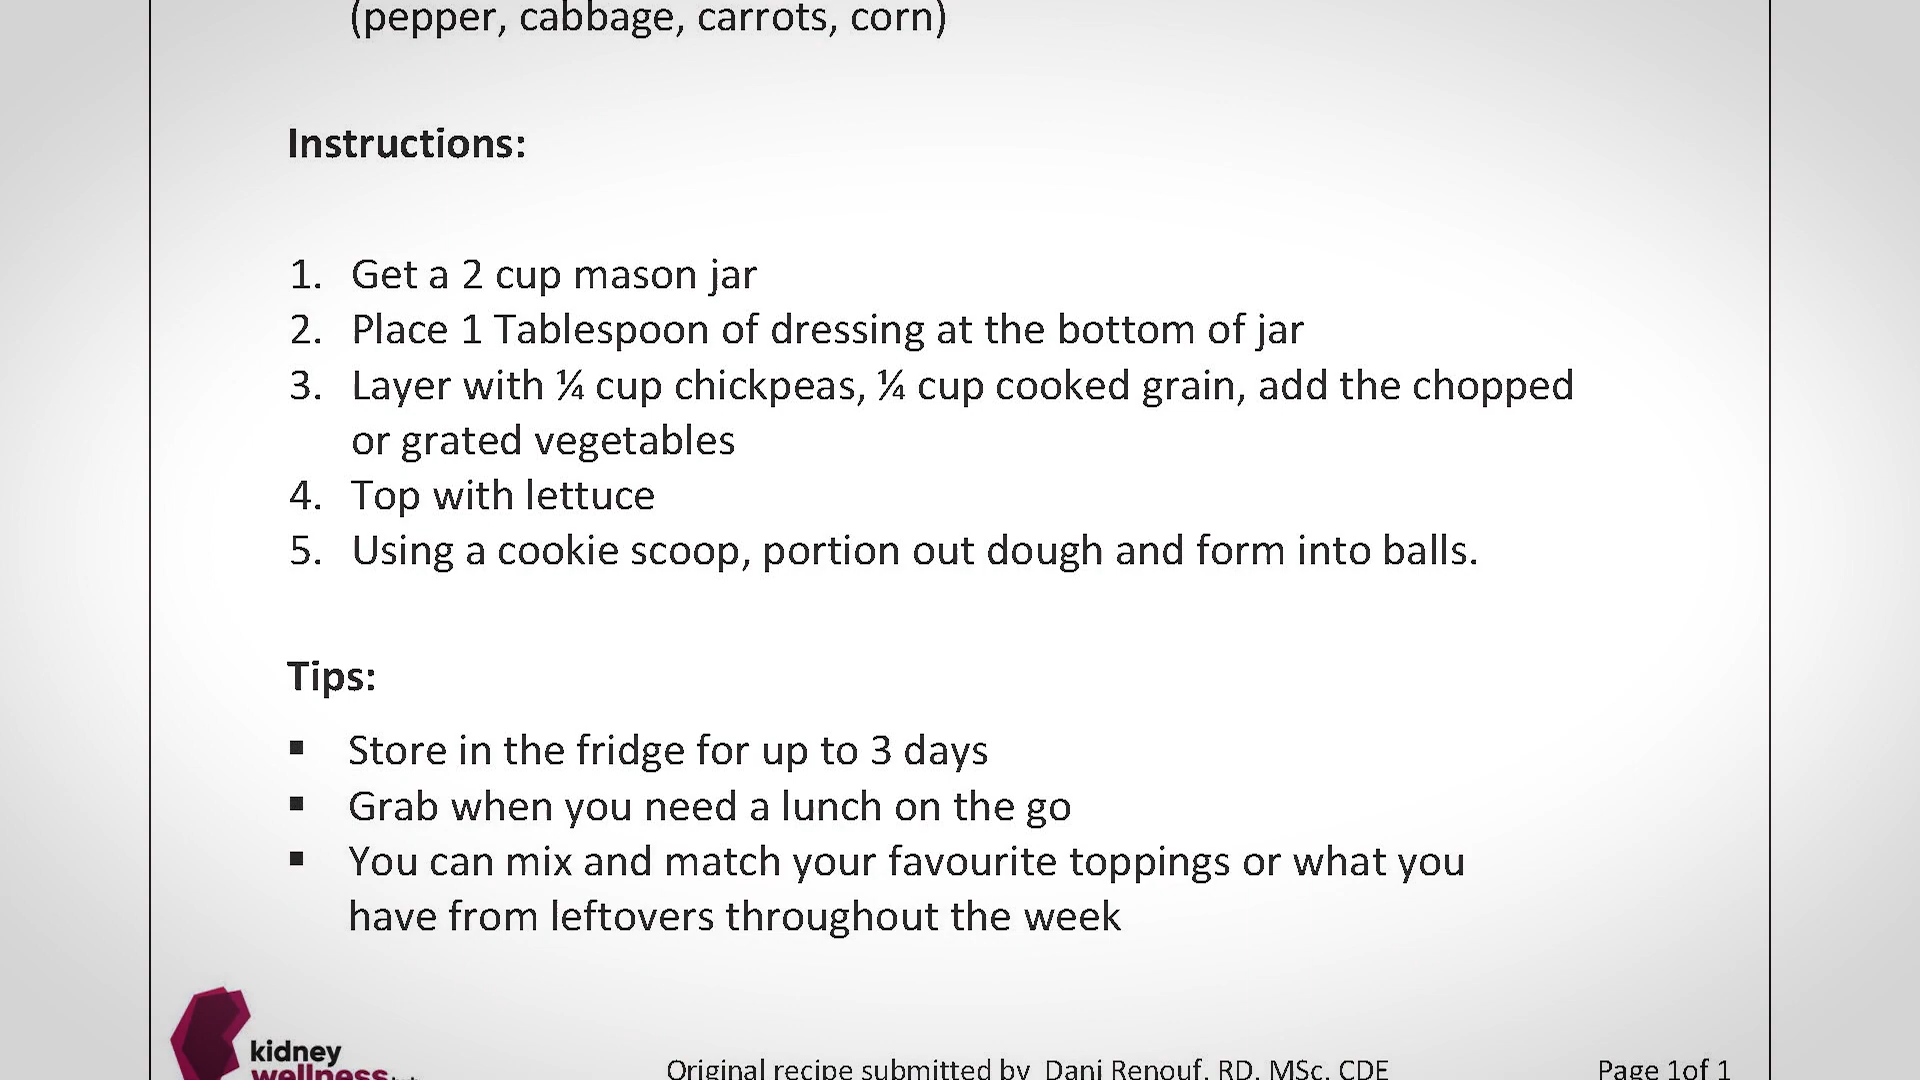 (pepper, cabbage, carrots, corn)
Instructions:
1. Get a 2 cup mason jar
2. Place 1 Tablespoon of dressing at the bottom of jar
3. Layer with ¼ cup chickpeas, ¼ cup cooked grain, add the chopped
or grated vegetables
4. Top with lettuce
5. Using a cookie scoop, portion out dough and form into balls.
Tips:
▪ Store in the fridge for up to 3 days
▪ Grab when you need a lunch on the go
▪ You can mix and match your favourite toppings or what you
have from leftovers throughout the week
kidney
wellness
Original recipe submitted by Dani Renouf, RD, MSc, CDE
Page 1of 1